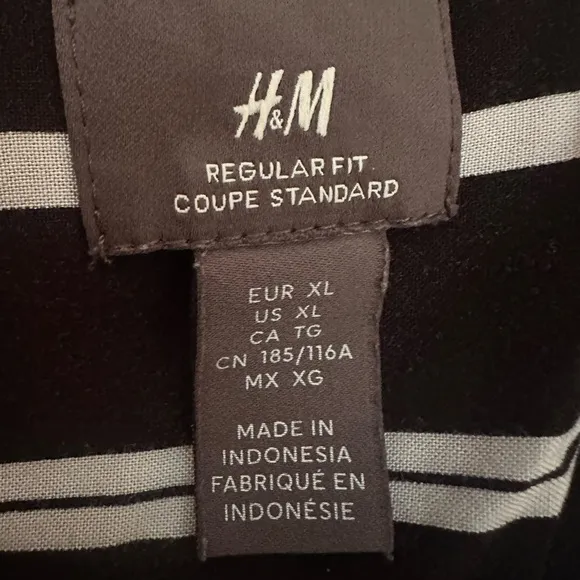 H&M
REGULAR FIT
COUPE STANDARD
EUR XL
US XL
CA TG
CN 185/116A
MX XG
MADE IN
INDONESIA
FABRIQUÉ EN
INDONÉSIE